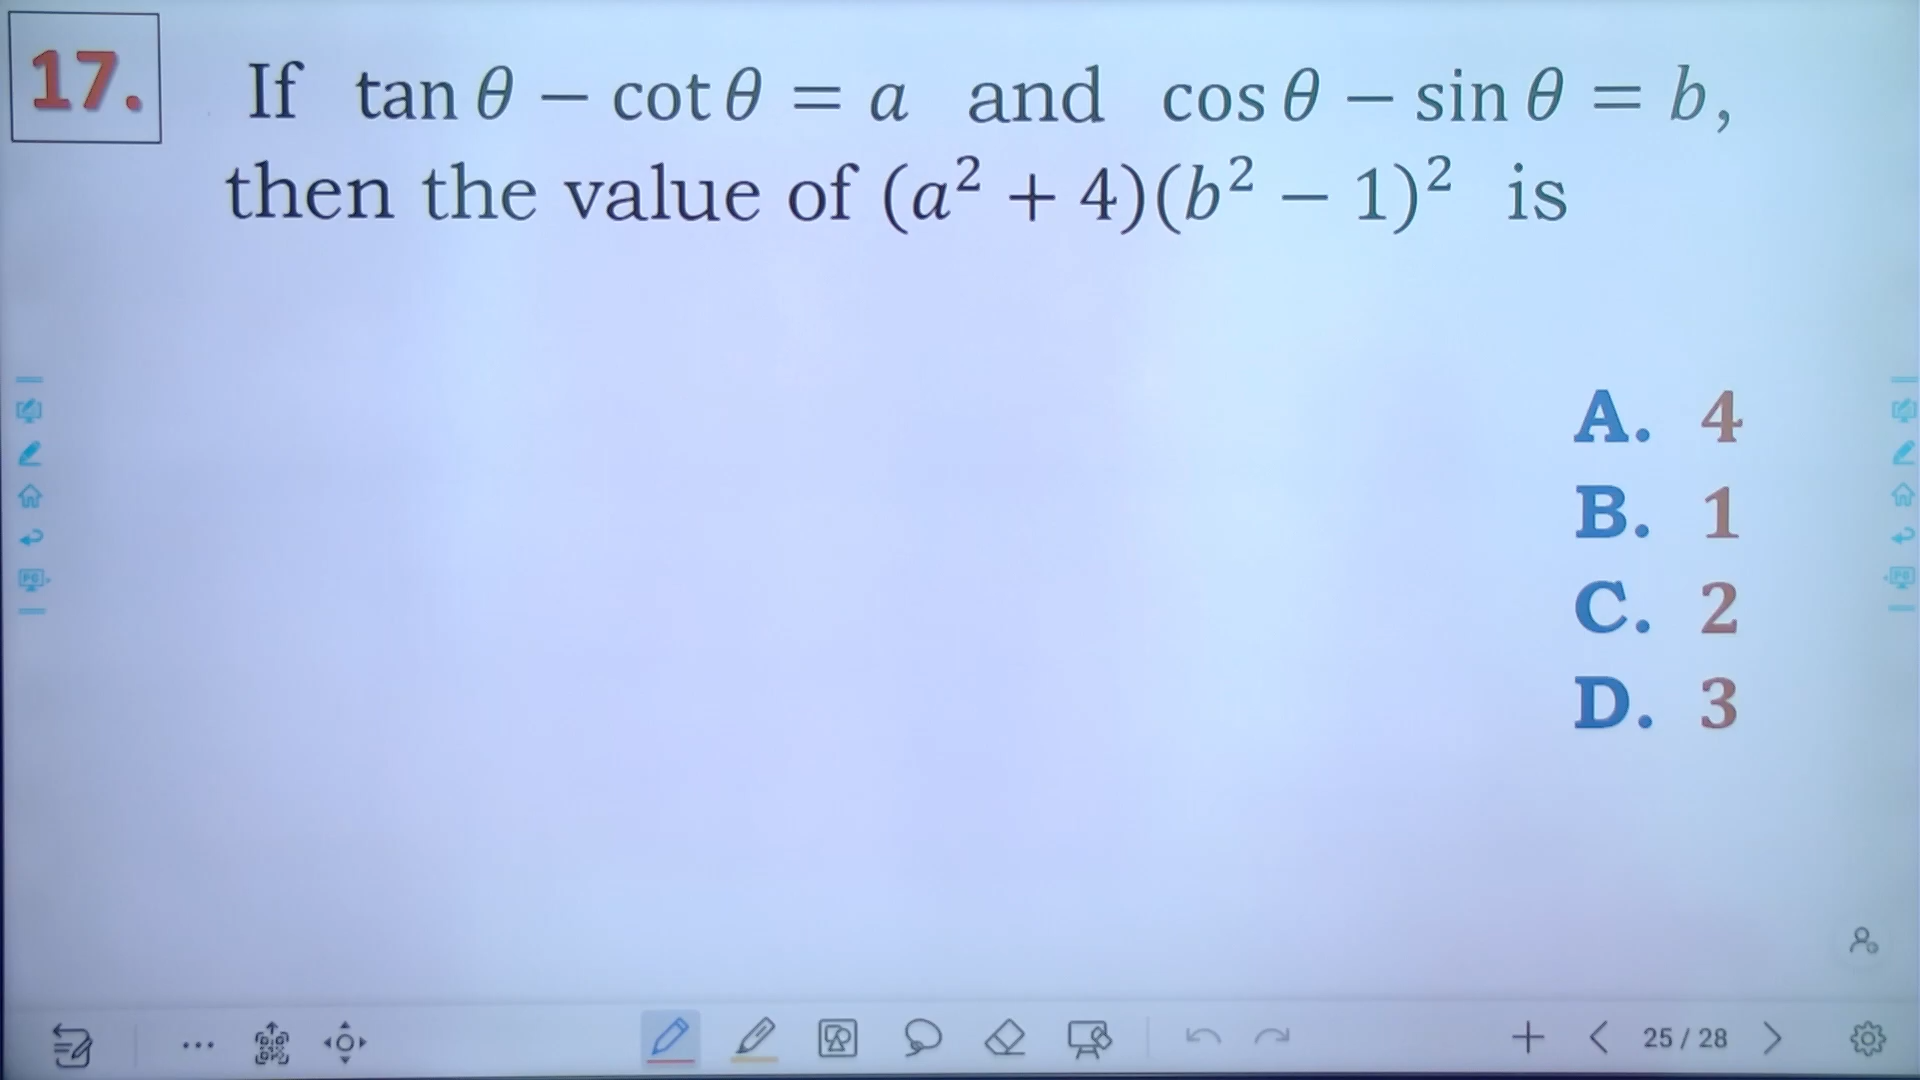 17.
If tan θ − cot θ = a and cos θ − sin θ = b,
then the value of (a² + 4)(b² − 1)² is
A. 4
B. 1
C. 2
D. 3
25 / 28